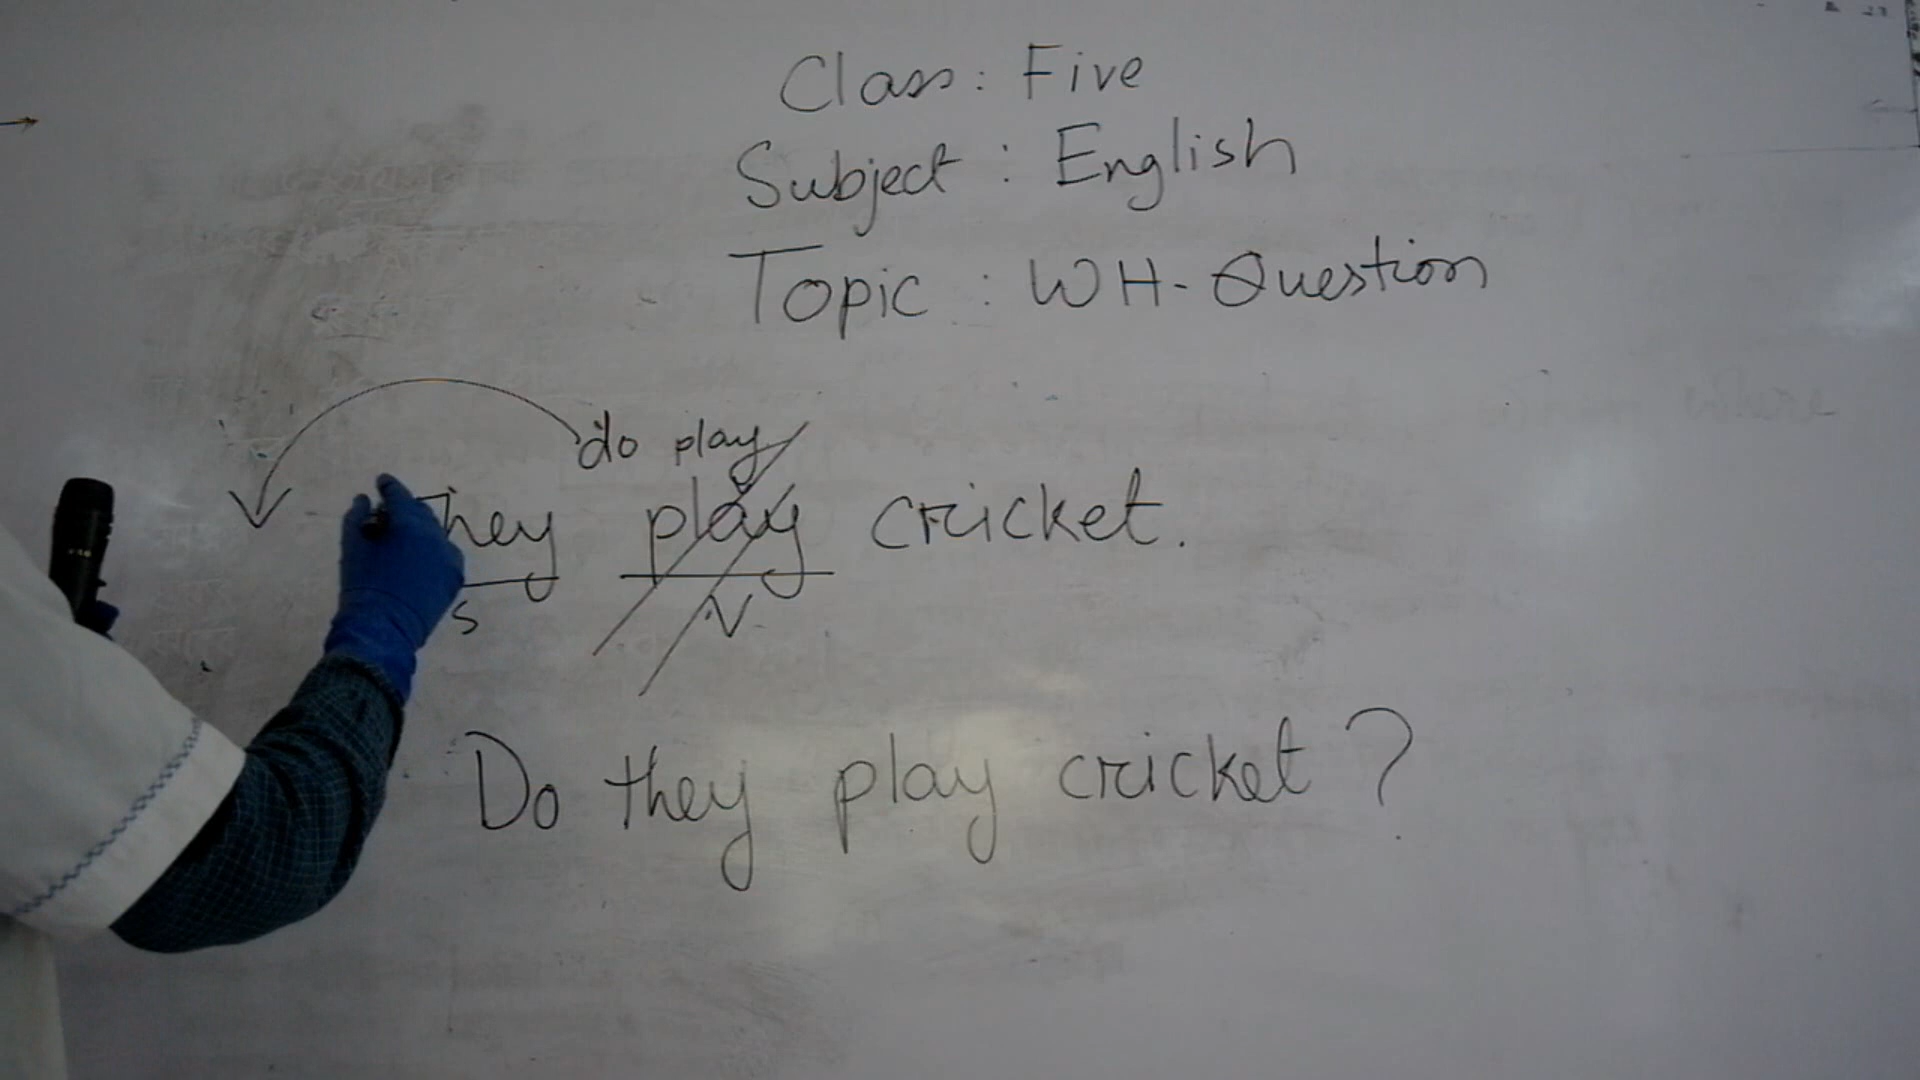 Class: Five
Subject : English
Topic : WH-Question
do play
They play cricket.
S V
Do they play cricket?